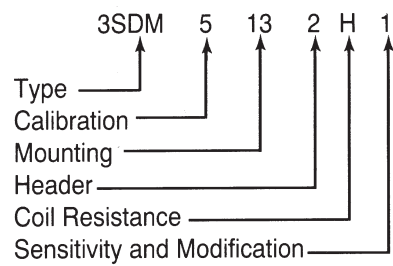 3SDM 5 13 2 H 1
Type
Calibration
Mounting
Header
Coil Resistance
Sensitivity and Modification